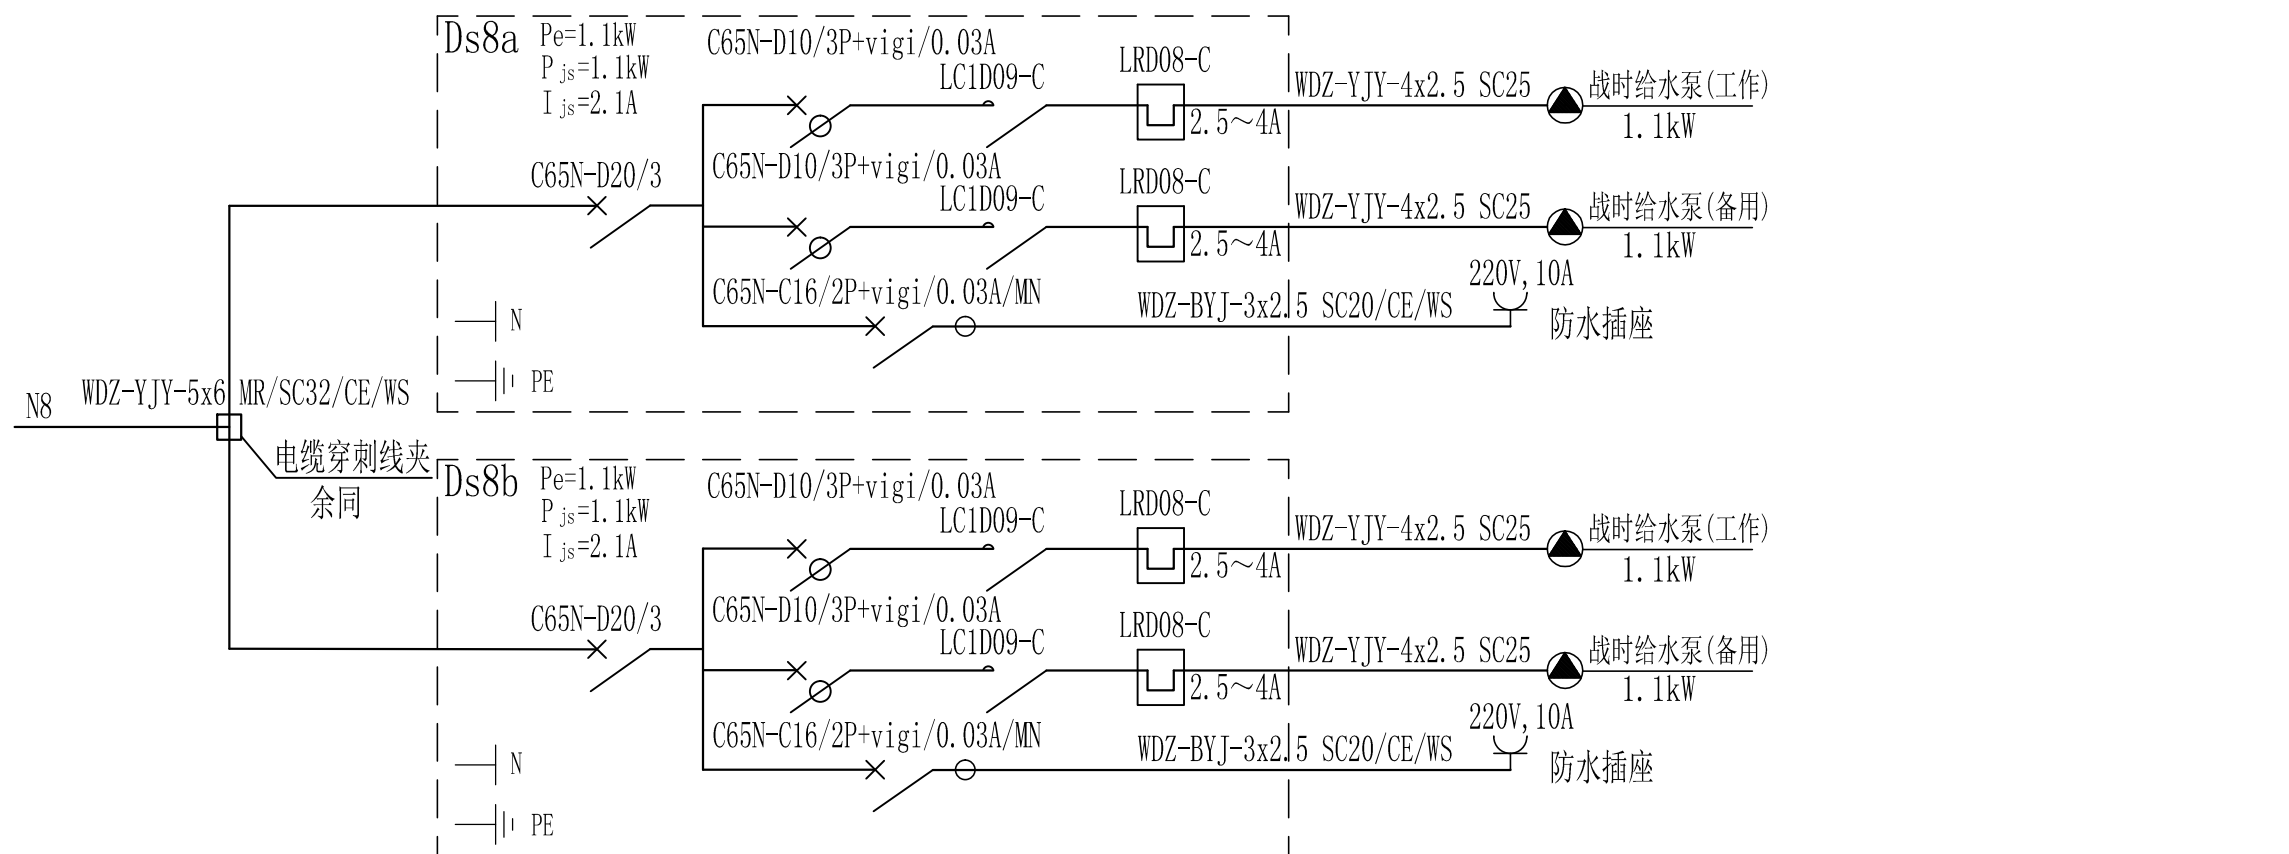 Ds8a
Pe=1.1kW
Pjs=1.1kW
Ijs=2.1A
C65N-D10/3P+vigi/0.03A
LC1D09-C
LRD08-C
2.5～4A
WDZ-YJY-4x2.5 SC25
战时给水泵(工作)
1.1kW
C65N-D20/3
C65N-D10/3P+vigi/0.03A
LC1D09-C
LRD08-C
2.5～4A
WDZ-YJY-4x2.5 SC25
战时给水泵(备用)
1.1kW
C65N-C16/2P+vigi/0.03A/MN
WDZ-BYJ-3x2.5 SC20/CE/WS
220V,10A
防水插座
N
PE
N8
WDZ-YJY-5x6 MR/SC32/CE/WS
电缆穿刺线夹
余同
Ds8b
Pe=1.1kW
Pjs=1.1kW
Ijs=2.1A
C65N-D10/3P+vigi/0.03A
LC1D09-C
LRD08-C
2.5～4A
WDZ-YJY-4x2.5 SC25
战时给水泵(工作)
1.1kW
C65N-D20/3
C65N-D10/3P+vigi/0.03A
LC1D09-C
LRD08-C
2.5～4A
WDZ-YJY-4x2.5 SC25
战时给水泵(备用)
1.1kW
C65N-C16/2P+vigi/0.03A/MN
WDZ-BYJ-3x2.5 SC20/CE/WS
220V,10A
防水插座
N
PE